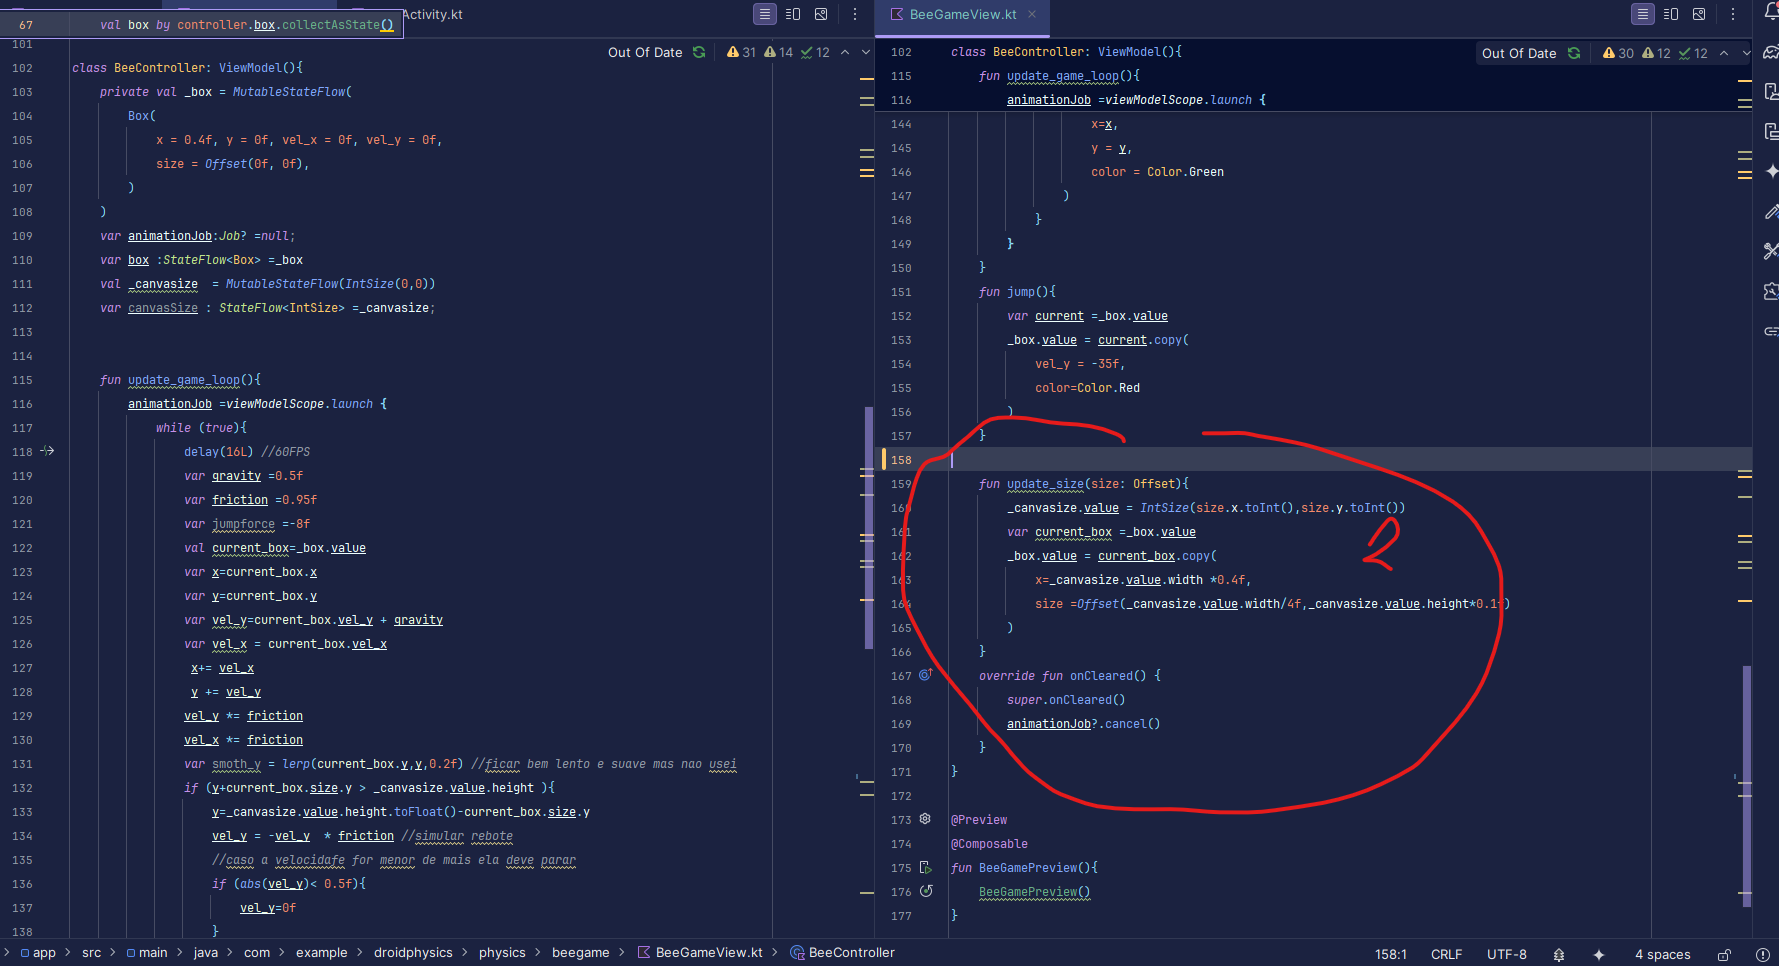 67 val box by controller.box.collectAsState()
Activity.kt
101
Out Of Date 31 14 12
102 class BeeController: ViewModel(){
103 private val _box = MutableStateFlow(
104 Box(
105 x = 0.4f, y = 0f, vel_x = 0f, vel_y = 0f,
106 size = Offset(0f, 0f),
107 )
108 )
109 var animationJob:Job? =null;
110 var box :StateFlow<Box> =_box
111 val _canvasize  = MutableStateFlow(IntSize(0,0))
112 var canvasSize : StateFlow<IntSize> =_canvasize;
113
114
115 fun update_game_loop(){
116 animationJob =viewModelScope.launch {
117 while (true){
118 delay(16L) //60FPS
119 var gravity =0.5f
120 var friction =0.95f
121 var jumpforce =-8f
122 val current_box=_box.value
123 var x=current_box.x
124 var y=current_box.y
125 var vel_y=current_box.vel_y + gravity
126 var vel_x = current_box.vel_x
127 x+= vel_x
128 y += vel_y
129 vel_y *= friction
130 vel_x *= friction
131 var smoth_y = lerp(current_box.y,y,0.2f) //ficar bem lento e suave mas nao usei
132 if (y+current_box.size.y > _canvasize.value.height ){
133 y=_canvasize.value.height.toFloat()-current_box.size.y
134 vel_y = -vel_y  * friction //simular rebote
135 //caso a velocidafe for menor de mais ela deve parar
136 if (abs(vel_y)< 0.5f){
137 vel_y=0f
138 }
BeeGameView.kt
102 class BeeController: ViewModel(){
Out Of Date 30 12 12
115 fun update_game_loop(){
116 animationJob =viewModelScope.launch {
144 x=x,
145 y = y,
146 color = Color.Green
147 )
148 }
149 }
150 }
151 fun jump(){
152 var current =_box.value
153 _box.value = current.copy(
154 vel_y = -35f,
155 color=Color.Red
156 )
157 }
158
159 fun update_size(size: Offset){
160 _canvasize.value = IntSize(size.x.toInt(),size.y.toInt())
161 var current_box =_box.value
2
162 _box.value = current_box.copy(
163 x=_canvasize.value.width *0.4f,
164 size =Offset(_canvasize.value.width/4f,_canvasize.value.height*0.1f)
165 )
166 }
167 override fun onCleared() {
168 super.onCleared()
169 animationJob?.cancel()
170 }
171 }
172
173 @Preview
174 @Composable
175 fun BeeGamePreview(){
176 BeeGamePreview()
177 }
app > src > main > java > com > example > droidphysics > physics > beegame > BeeGameView.kt > BeeController
158:1 CRLF UTF-8 4 spaces